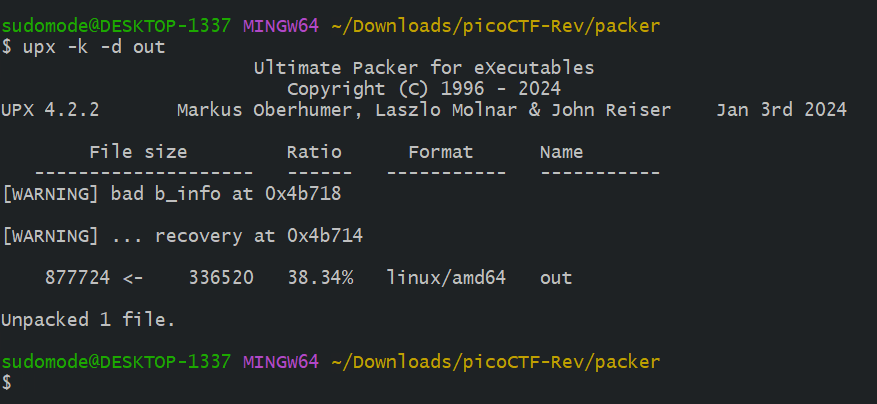 sudomode@DESKTOP-1337 MINGW64 ~/Downloads/picoCTF-Rev/packer
$ upx -k -d out
Ultimate Packer for eXecutables
Copyright (C) 1996 - 2024
UPX 4.2.2       Markus Oberhumer, Laszlo Molnar & John Reiser    Jan 3rd 2024
File size         Ratio      Format      Name
--------------------   ------   -----------   -----------
[WARNING] bad b_info at 0x4b718
[WARNING] ... recovery at 0x4b714
877724 <-    336520   38.34%   linux/amd64   out
Unpacked 1 file.
sudomode@DESKTOP-1337 MINGW64 ~/Downloads/picoCTF-Rev/packer
$